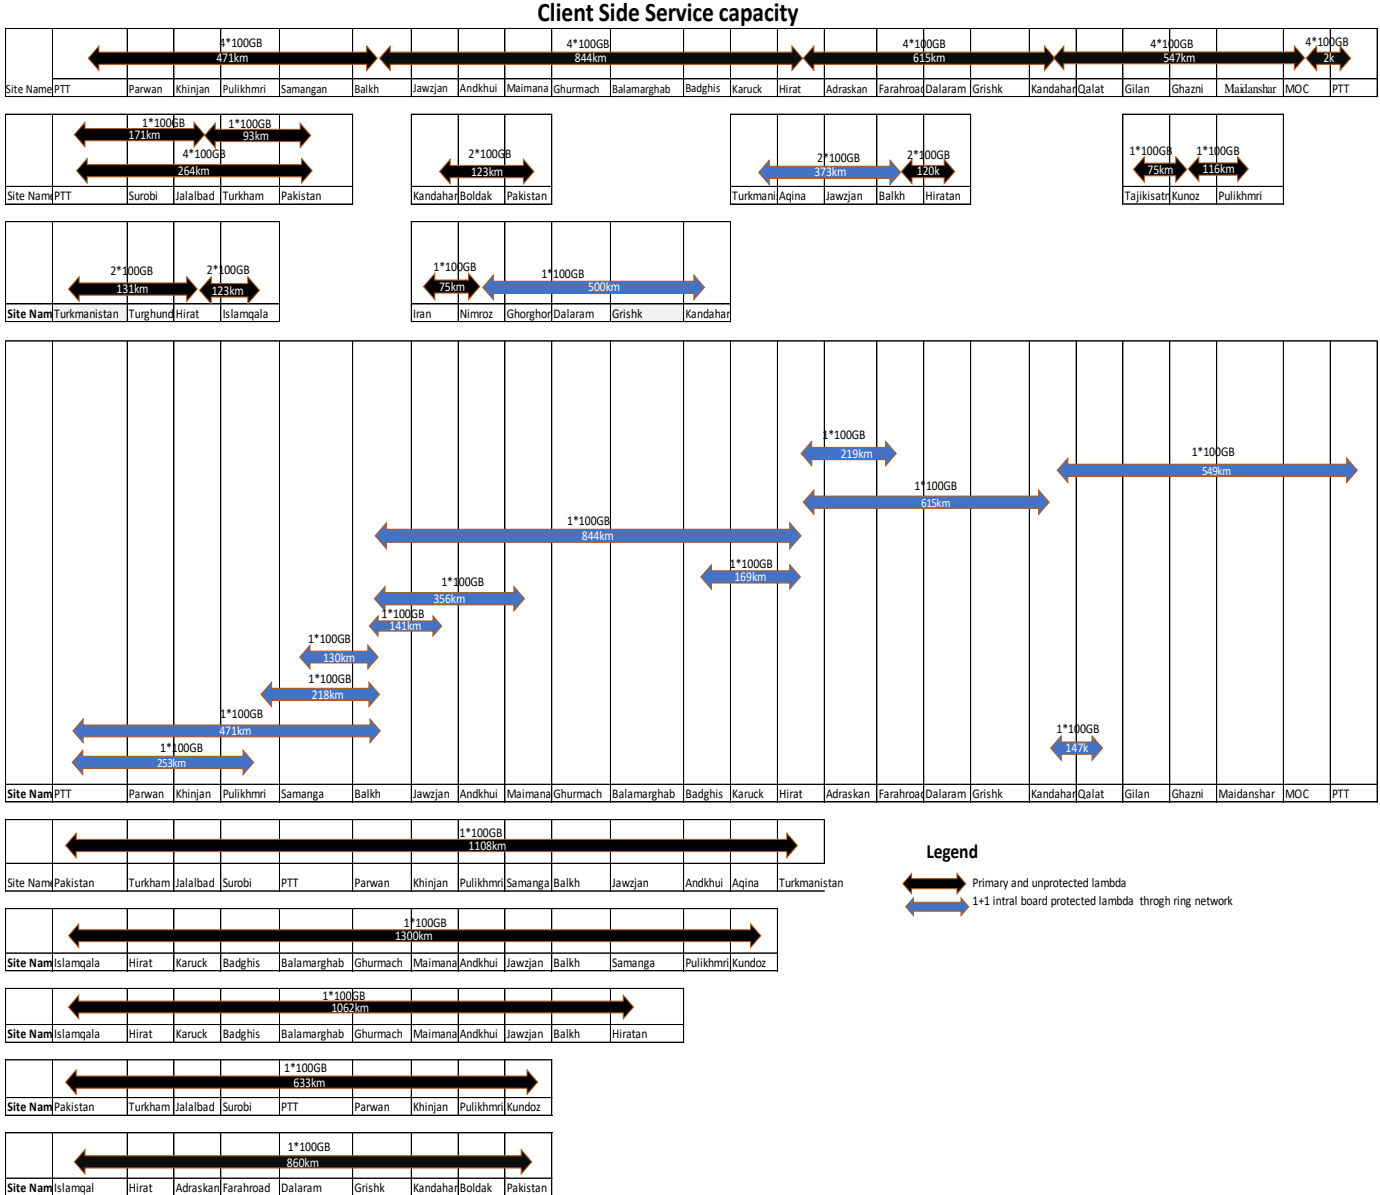 Client Side Service capacity
4*100GB 4*100GB 4*100GB 4*100GB 4*100GB
471km 844km 615km 547km 2k
Site Name PTT Parwan Khinjan Pulikhmri Samangan Balkh Jawzjan Andkhui Maimana Ghurmach Balamarghab Badghis Karuck Hirat Adraskan Farahroad Dalaram Grishk Kandahar Qalat Gilan Ghazni Maidanshar MOC PTT
1*100GB 1*100GB
171km 93km
4*100GB
264km
Site Name PTT Surobi Jalalbad Turkham Pakistan
2*100GB
123km
Kandahar Boldak Pakistan
2*100GB 2*100GB
373km 120k
Turkmani Aqina Jawzjan Balkh Hiratan
1*100GB 1*100GB
75km 116km
Tajikisatn Kunoz Pulikhmri
2*100GB 2*100GB
131km 123km
Site Nam Turkmanistan Turghund Hirat Islamqala
1*100GB 1*100GB
75km 500km
Iran Nimroz Ghorghor Dalaram Grishk Kandahar
1*100GB
219km
1*100GB
549km
1*100GB
615km
1*100GB
844km
1*100GB
169km
1*100GB
356km
1*100GB
141km
1*100GB
130km
1*100GB
218km
1*100GB
471km
1*100GB
147k
1*100GB
253km
Site Nam PTT Parwan Khinjan Pulikhmri Samanga Balkh Jawzjan Andkhui Maimana Ghurmach Balamarghab Badghis Karuck Hirat Adraskan Farahroad Dalaram Grishk Kandahar Qalat Gilan Ghazni Maidanshar MOC PTT
1*100GB
1108km
Site Name Pakistan Turkham Jalalbad Surobi PTT Parwan Khinjan Pulikhmri Samanga Balkh Jawzjan Andkhui Aqina Turkmanistan
Legend
Primary and unprotected lambda
1+1 intral board protected lambda throgh ring network
1*100GB
1300km
Site Nam Islamqala Hirat Karuck Badghis Balamarghab Ghurmach Maimana Andkhui Jawzjan Balkh Samanga Pulikhmri Kundoz
1*100GB
1062km
Site Nam Islamqala Hirat Karuck Badghis Balamarghab Ghurmach Maimana Andkhui Jawzjan Balkh Hiratan
1*100GB
633km
Site Nam Pakistan Turkham Jalalbad Surobi PTT Parwan Khinjan Pulikhmri Kundoz
1*100GB
860km
Site Nam Islamqal Hirat Adraskan Farahroad Dalaram Grishk Kandahar Boldak Pakistan